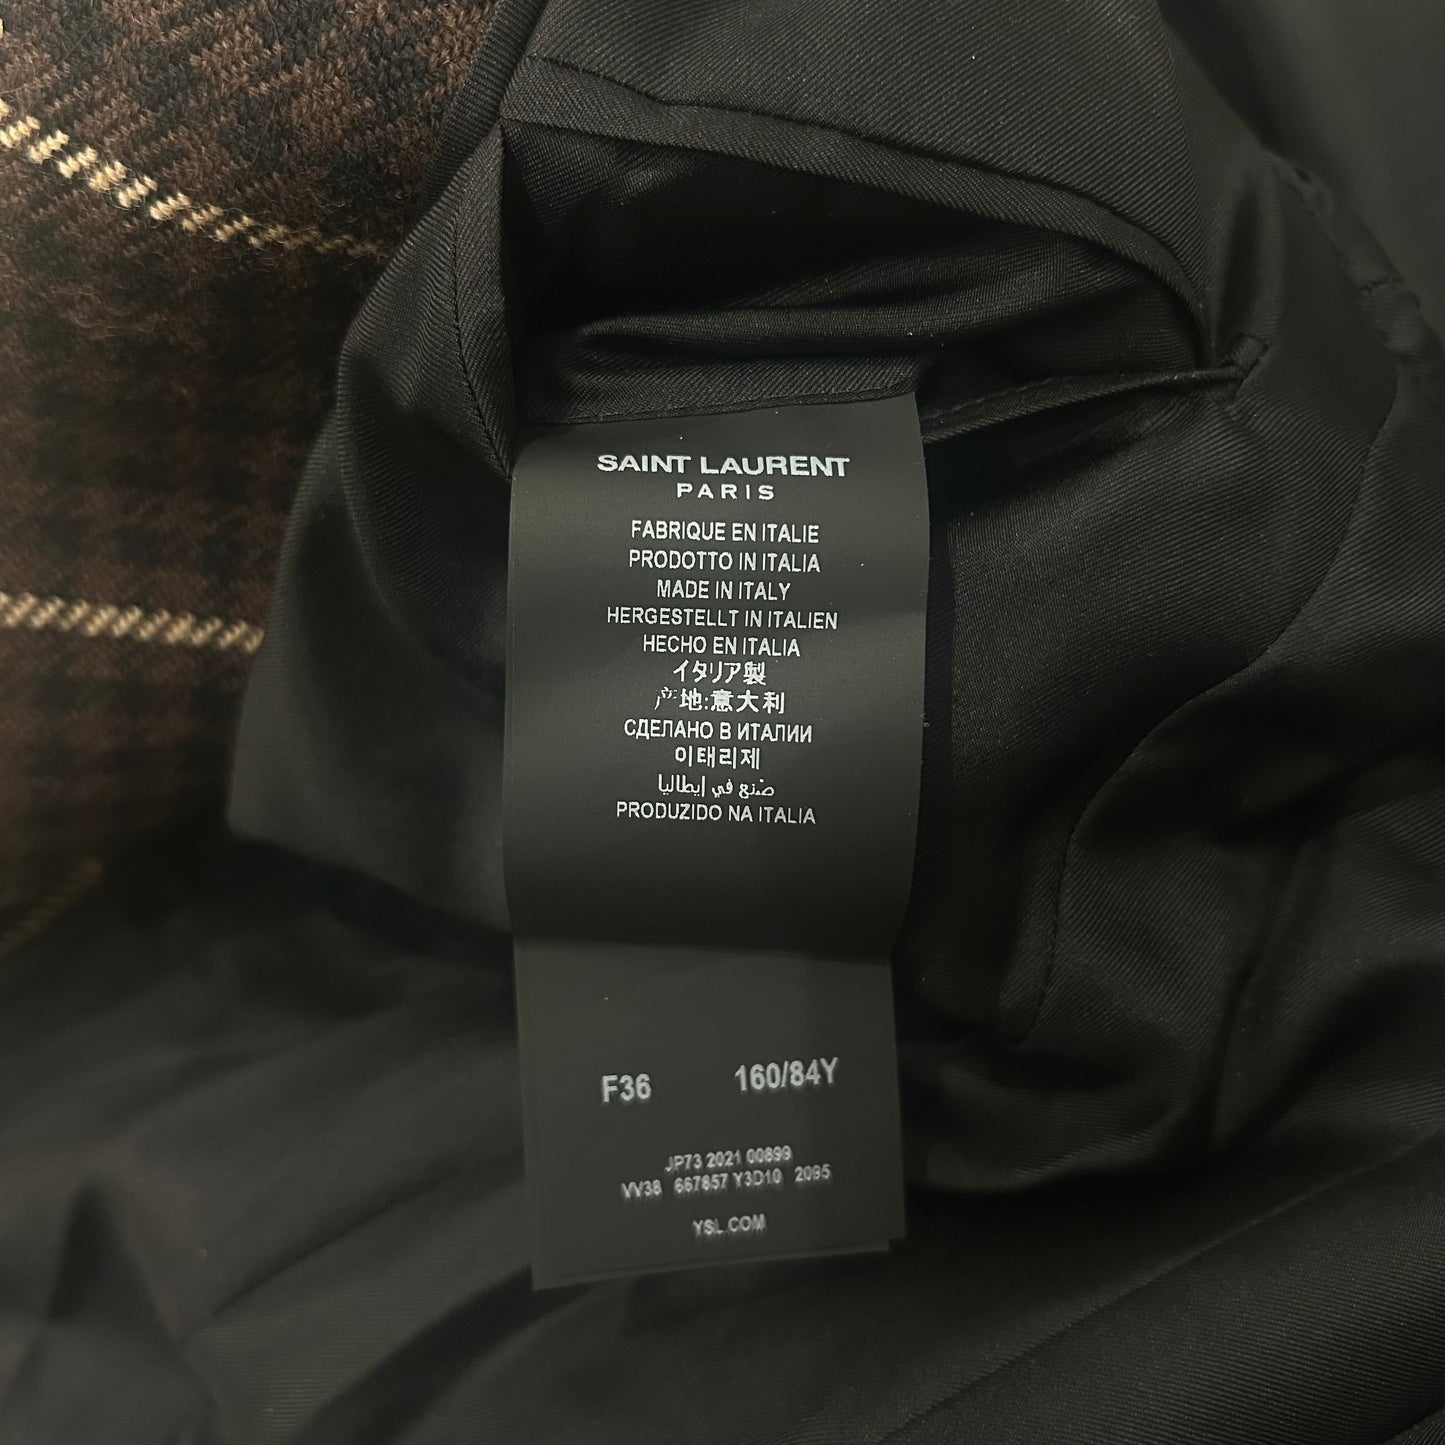 SAINT LAURENT
PARIS
FABRIQUE EN ITALIE
PRODOTTO IN ITALIA
MADE IN ITALY
HERGESTELLT IN ITALIEN
HECHO EN ITALIA
イタリア製
产地:意大利
СДЕЛАНО В ИТАЛИИ
이태리제
صنع في إيطاليا
PRODUZIDO NA ITALIA
F36 160/84Y
JP73 2021 00899
VV38 667857 Y3D10 2095
YSL.COM